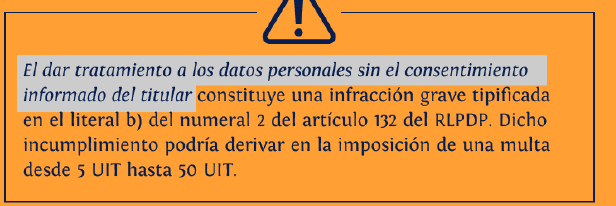 El dar tratamiento a los datos personales sin el consentimiento
informado del titular constituye una infracción grave tipificada
en el literal b) del numeral 2 del artículo 132 del RLPDP. Dicho
incumplimiento podría derivar en la imposición de una multa
desde 5 UIT hasta 50 UIT.